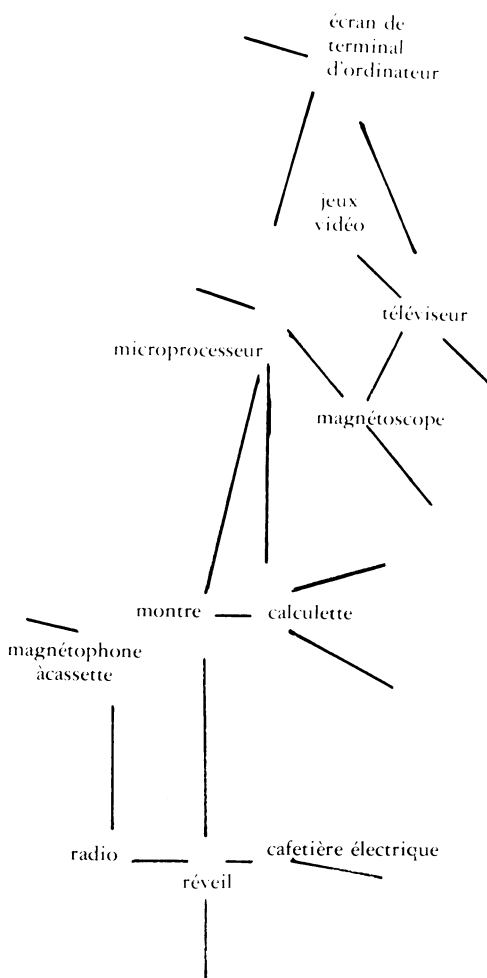 écran de
terminal
d'ordinateur
jeux
vidéo
téléviseur
microprocesseur
magnétoscope
montre
calculette
magnétophone
àcassette
radio
cafetière électrique
réveil